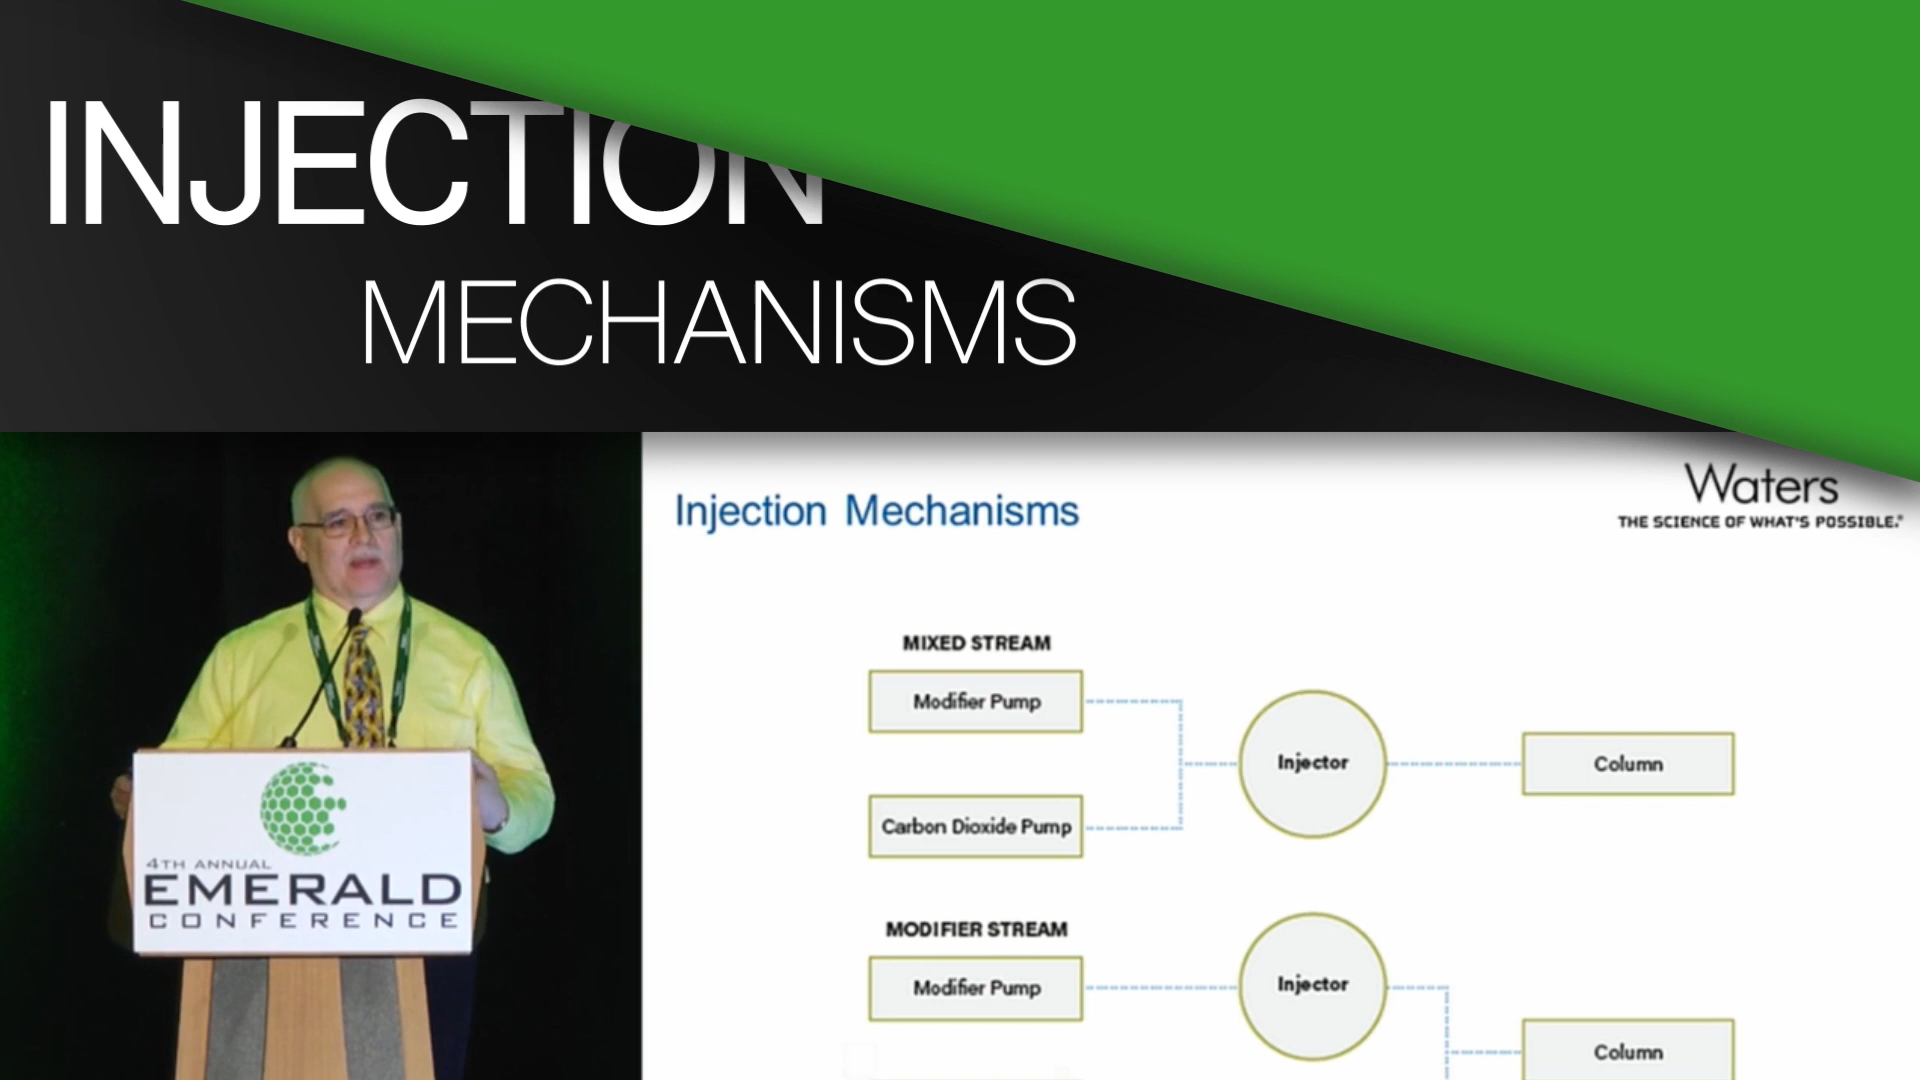 INJECTION
MECHANISMS
Injection Mechanisms
Waters
THE SCIENCE OF WHAT'S POSSIBLE.®
MIXED STREAM
Modifier Pump
Injector
Column
Carbon Dioxide Pump
MODIFIER STREAM
Modifier Pump
Injector
Column
4TH ANNUAL
EMERALD
CONFERENCE